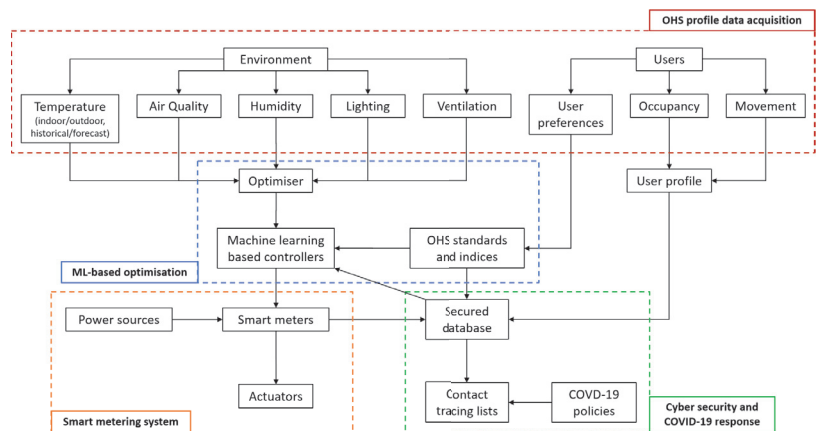 OHS profile data acquisition
Environment
Users
Temperature
(indoor/outdoor,
historical/forecast)
Air Quality
Humidity
Lighting
Ventilation
User
preferences
Occupancy
Movement
Optimiser
User profile
Machine learning
based controllers
OHS standards
and indices
ML-based optimisation
Power sources
Smart meters
Secured
database
Actuators
Contact
tracing lists
COVD-19
policies
Smart metering system
Cyber security and
COVID-19 response